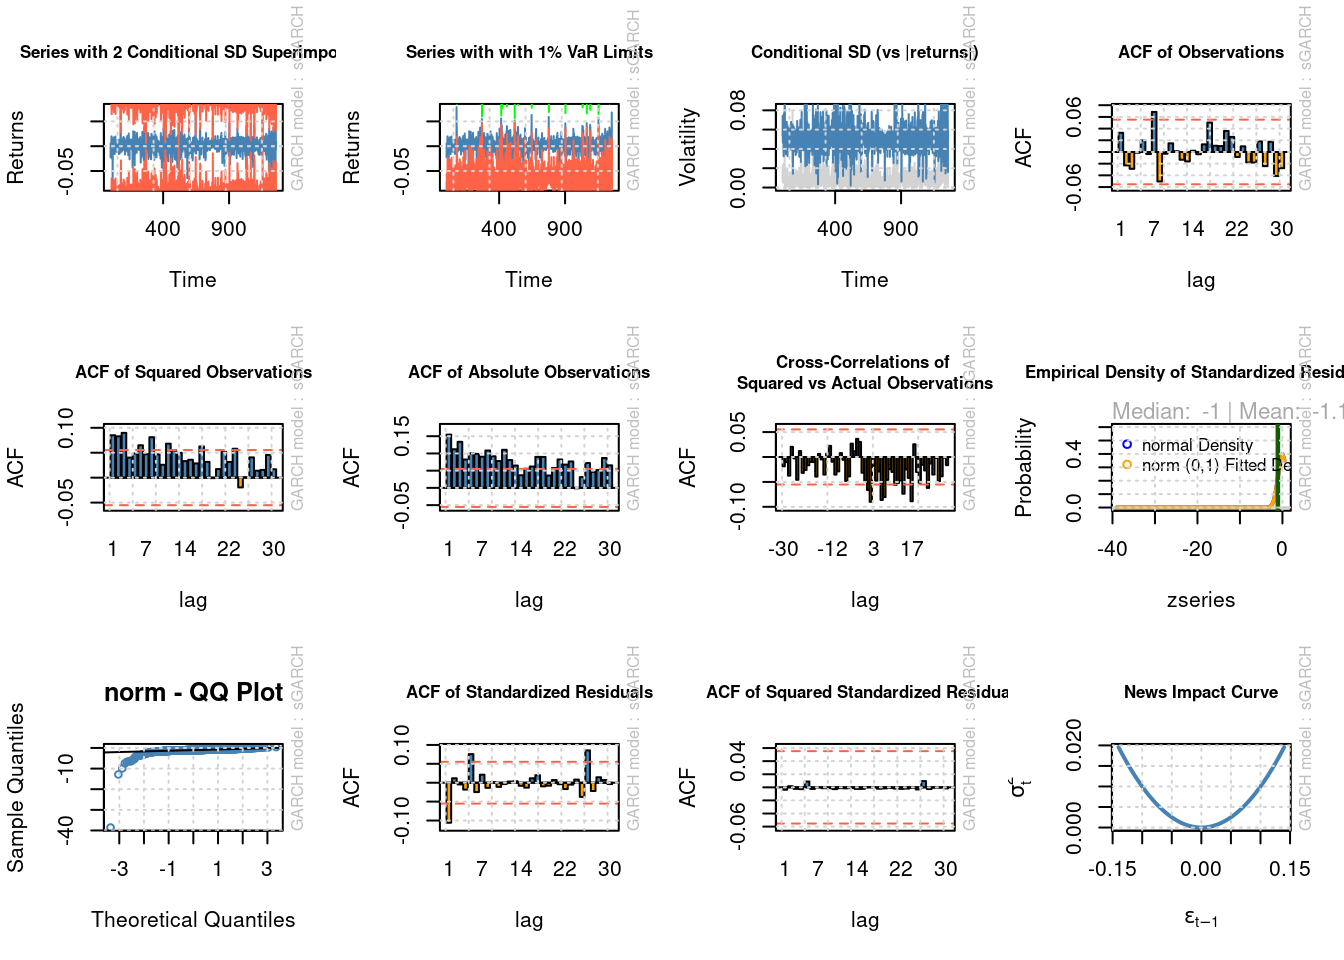 Series with 2 Conditional SD Superimpo
Returns
-0.05
400 900
Time
GARCH model : sGARCH
Series with with 1% VaR Limits
Returns
-0.05
400 900
Time
GARCH model : sGARCH
Conditional SD (vs |returns|)
Volatility
0.00 0.08
400 900
Time
GARCH model : sGARCH
ACF of Observations
ACF
-0.06 0.06
1 7 14 22 30
lag
GARCH model : sGARCH
ACF of Squared Observations
ACF
-0.05 0.10
1 7 14 22 30
lag
GARCH model : sGARCH
ACF of Absolute Observations
ACF
-0.05 0.15
1 7 14 22 30
lag
GARCH model : sGARCH
Cross-Correlations of
Squared vs Actual Observations
ACF
-0.10 0.05
-30 -12 3 17
lag
GARCH model : sGARCH
Empirical Density of Standardized Resid
Median: -1 | Mean: -1.1
Probability
0.0 0.4
normal Density
norm (0,1) Fitted De
-40 -20 0
zseries
GARCH model : sGARCH
norm - QQ Plot
Sample Quantiles
-40 -10
-3 -1 1 3
Theoretical Quantiles
GARCH model : sGARCH
ACF of Standardized Residuals
ACF
-0.10 0.10
1 7 14 22 30
lag
GARCH model : sGARCH
ACF of Squared Standardized Residua
ACF
-0.06 0.04
1 7 14 22 30
lag
GARCH model : sGARCH
News Impact Curve
0.000 0.020
-0.15 0.00 0.15
εt−1
GARCH model : sGARCH